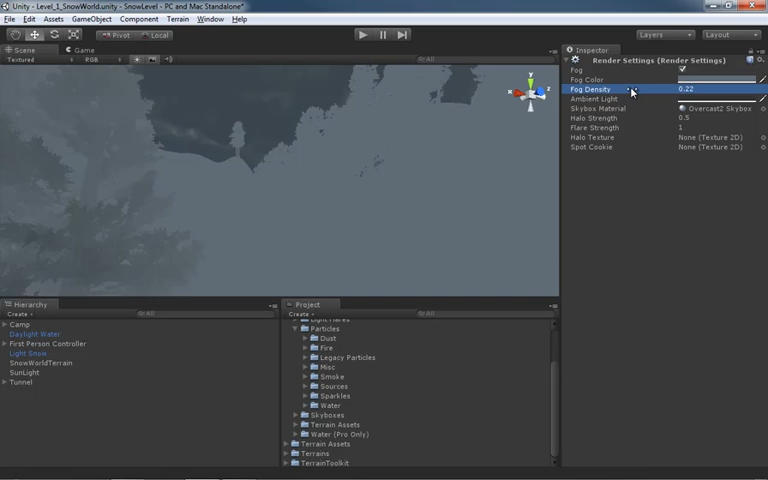 Unity - Level_1_SnowWorld.unity - SnowLevel - PC and Mac Standalone*
File Edit Assets GameObject Component Terrain Window Help
Pivot Local Layers Layout
Scene Game Inspector
Textured RGB All
Render Settings (Render Settings)
Fog
Fog Color
Fog Density 0.22
Ambient Light
Skybox Material Overcast2 Skybox
Halo Strength 0.5
Flare Strength 1
Halo Texture None (Texture 2D)
Spot Cookie None (Texture 2D)
y
x z
Hierarchy
Create All
Camp
Daylight Water
First Person Controller
Light Snow
SnowWorldTerrain
SunLight
Tunnel
Project
Create All
Light Flares
Particles
Dust
Fire
Legacy Particles
Misc
Smoke
Sources
Sparkles
Water
Skyboxes
Terrain Assets
Water (Pro Only)
Terrain Assets
Terrains
TerrainToolkit